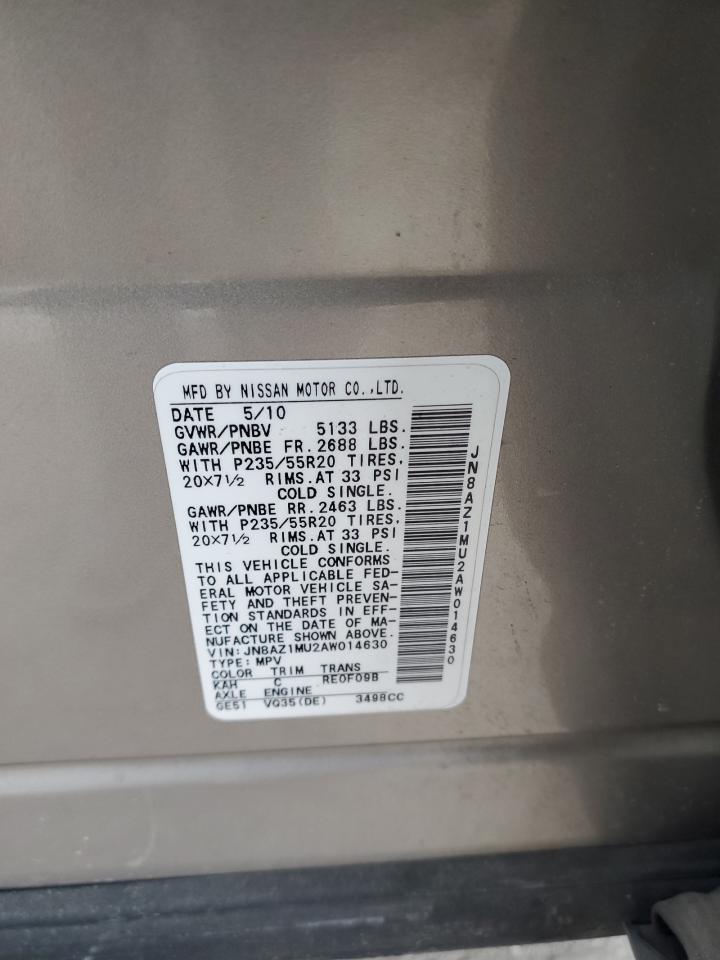 MFD BY NISSAN MOTOR CO.,LTD.
DATE 5/10
GVWR/PNBV 5133 LBS.
GAWR/PNBE FR. 2688 LBS.
WITH P235/55R20 TIRES,
20X7½ RIMS. AT 33 PSI
COLD SINGLE.
GAWR/PNBE RR. 2463 LBS.
WITH P235/55R20 TIRES,
20X7½ RIMS. AT 33 PSI
COLD SINGLE.
THIS VEHICLE CONFORMS
TO ALL APPLICABLE FED-
ERAL MOTOR VEHICLE SA-
FETY AND THEFT PREVEN-
TION STANDARDS IN EFF-
ECT ON THE DATE OF MA-
NUFACTURE SHOWN ABOVE.
VIN: JN8AZ1MU2AW014630
TYPE: MPV
COLOR TRIM TRANS
KAH C RE0F09B
AXLE ENGINE
GE51 VQ35(DE) 3498CC
JN8AZ1MU2AW014630